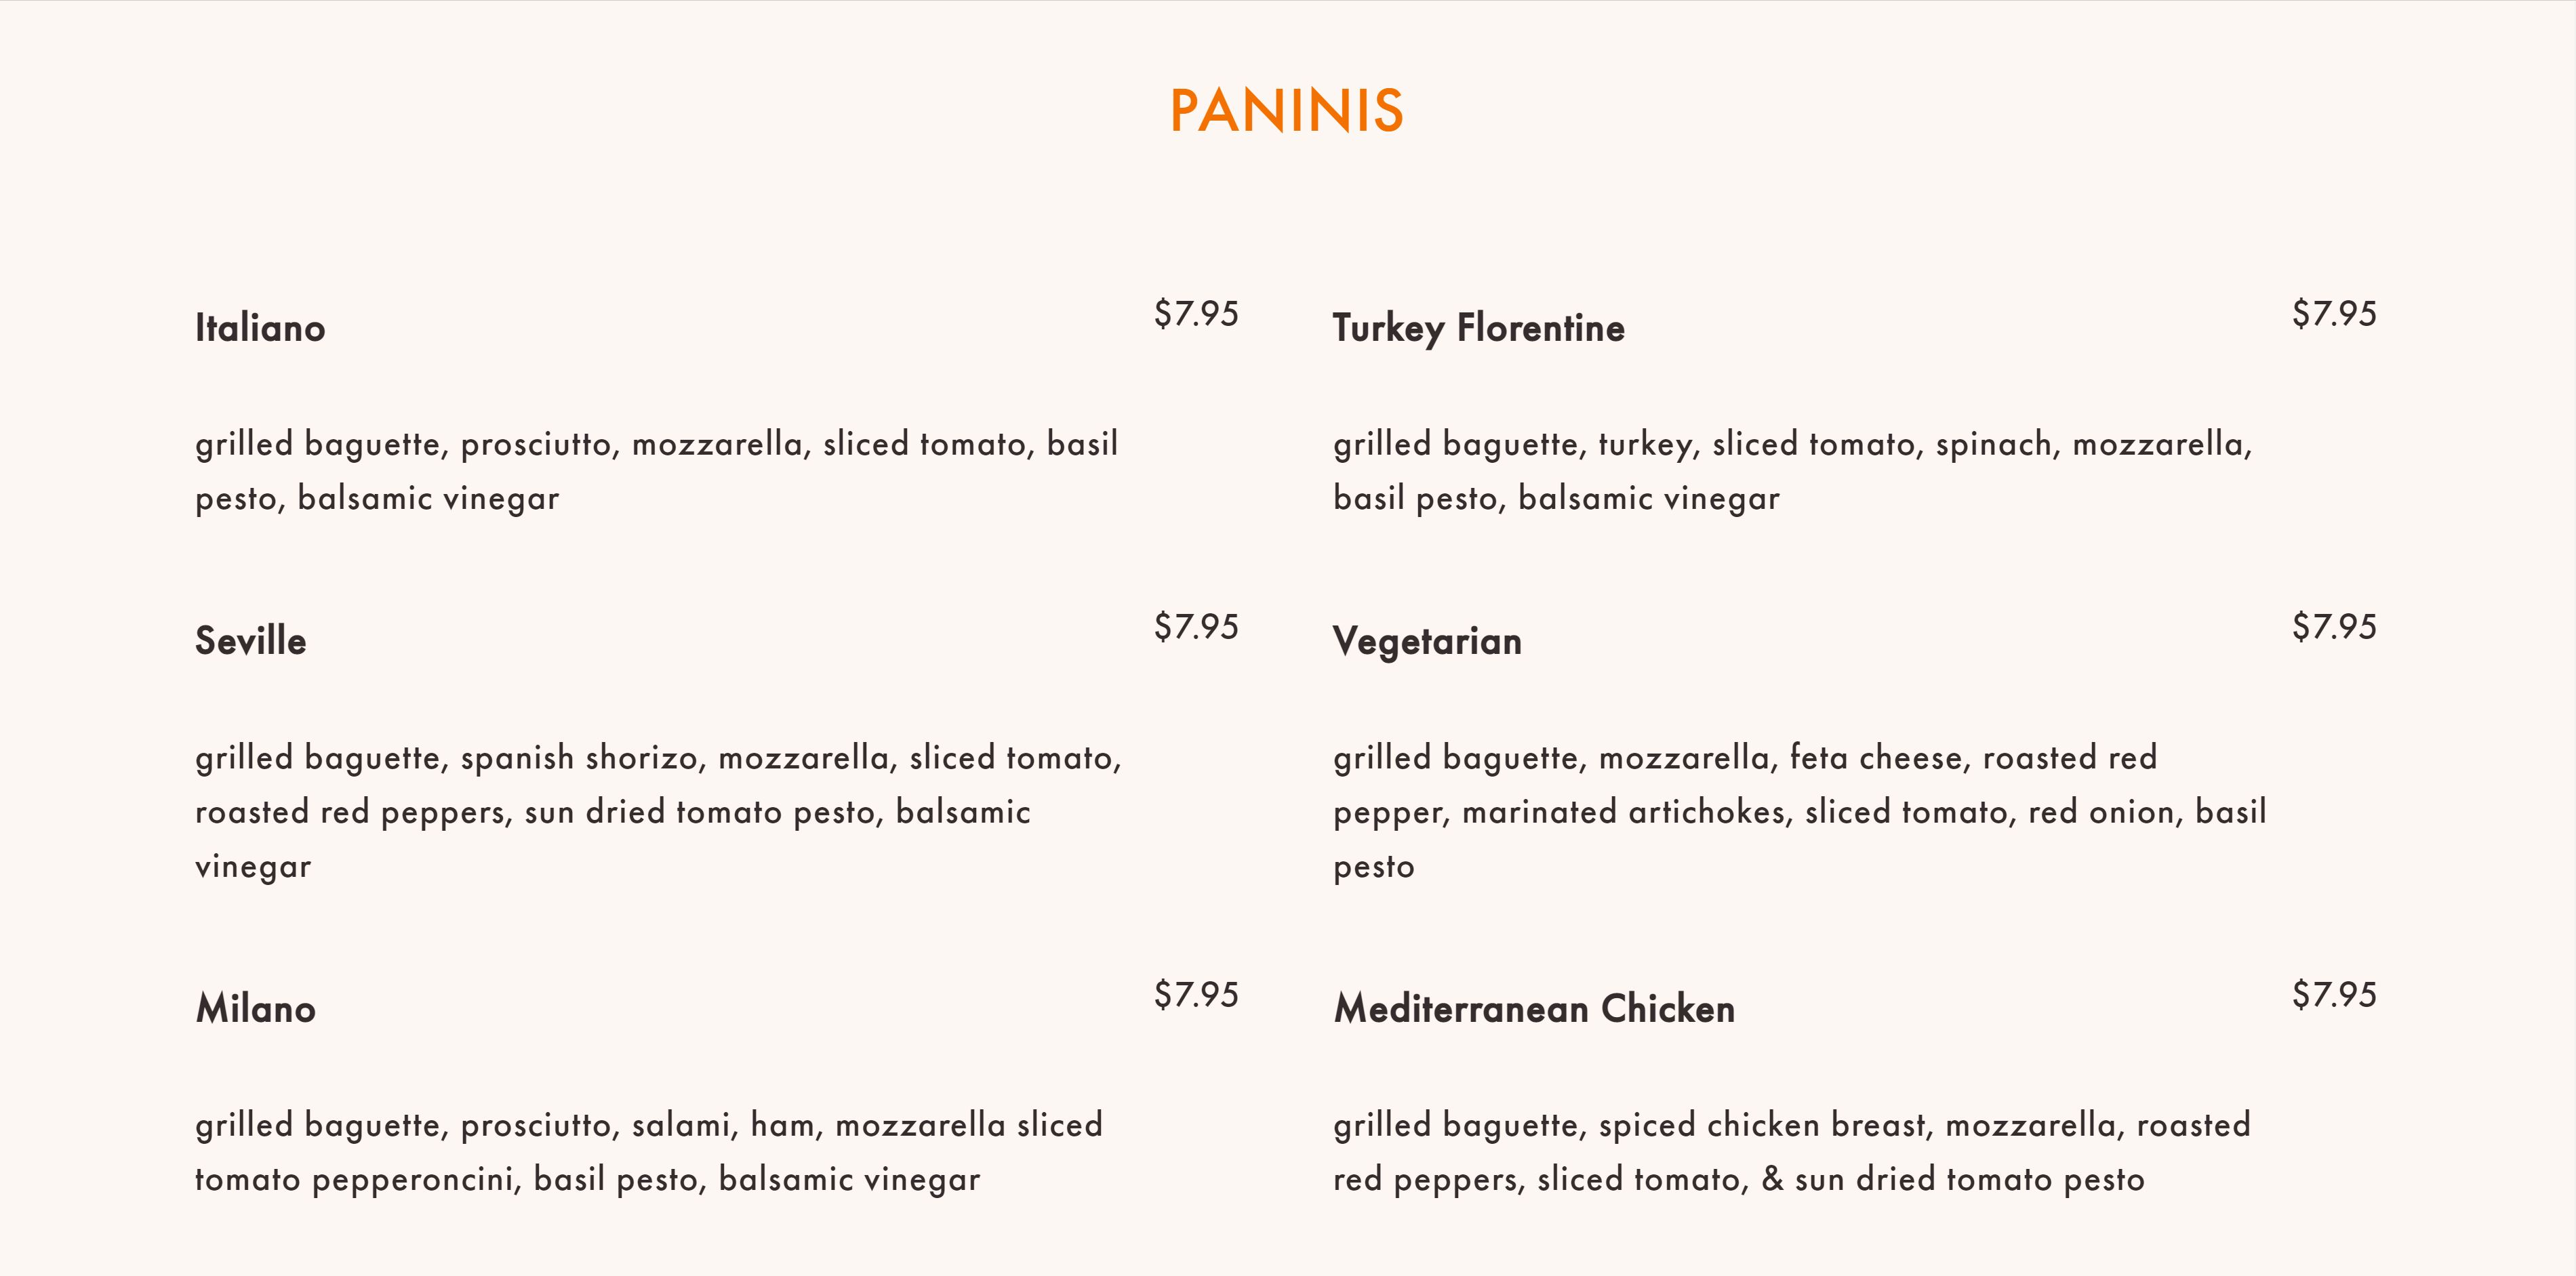 PANINIS
Italiano
$7.95
grilled baguette, prosciutto, mozzarella, sliced tomato, basil
pesto, balsamic vinegar
Turkey Florentine
$7.95
grilled baguette, turkey, sliced tomato, spinach, mozzarella,
basil pesto, balsamic vinegar
Seville
$7.95
grilled baguette, spanish shorizo, mozzarella, sliced tomato,
roasted red peppers, sun dried tomato pesto, balsamic
vinegar
Vegetarian
$7.95
grilled baguette, mozzarella, feta cheese, roasted red
pepper, marinated artichokes, sliced tomato, red onion, basil
pesto
Milano
$7.95
grilled baguette, prosciutto, salami, ham, mozzarella sliced
tomato pepperoncini, basil pesto, balsamic vinegar
Mediterranean Chicken
$7.95
grilled baguette, spiced chicken breast, mozzarella, roasted
red peppers, sliced tomato, & sun dried tomato pesto